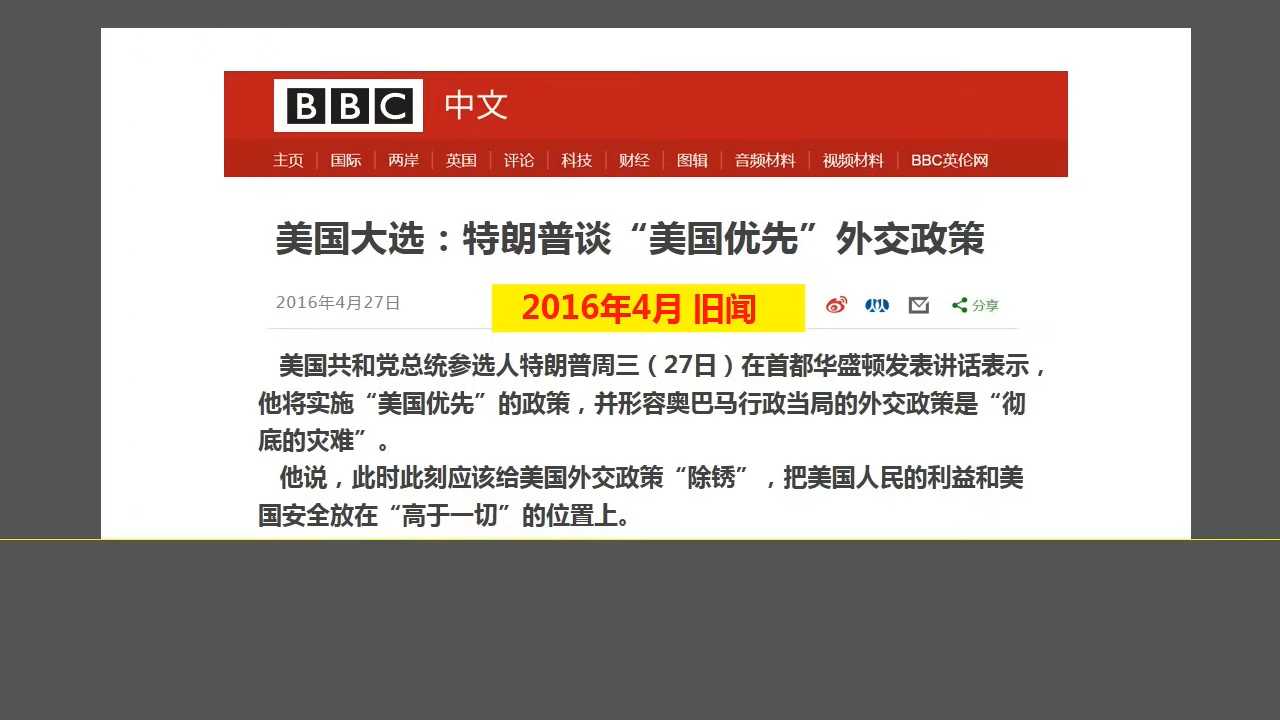 BBC 中文
主页 国际 两岸 英国 评论 科技 财经 图辑 音频材料 视频材料 BBC英伦网
美国大选：特朗普谈“美国优先”外交政策
2016年4月27日 2016年4月 旧闻 分享
美国共和党总统参选人特朗普周三（27日）在首都华盛顿发表讲话表示，
他将实施“美国优先”的政策，并形容奥巴马行政当局的外交政策是“彻
底的灾难”。
他说，此时此刻应该给美国外交政策“除锈”，把美国人民的利益和美
国安全放在“高于一切”的位置上。